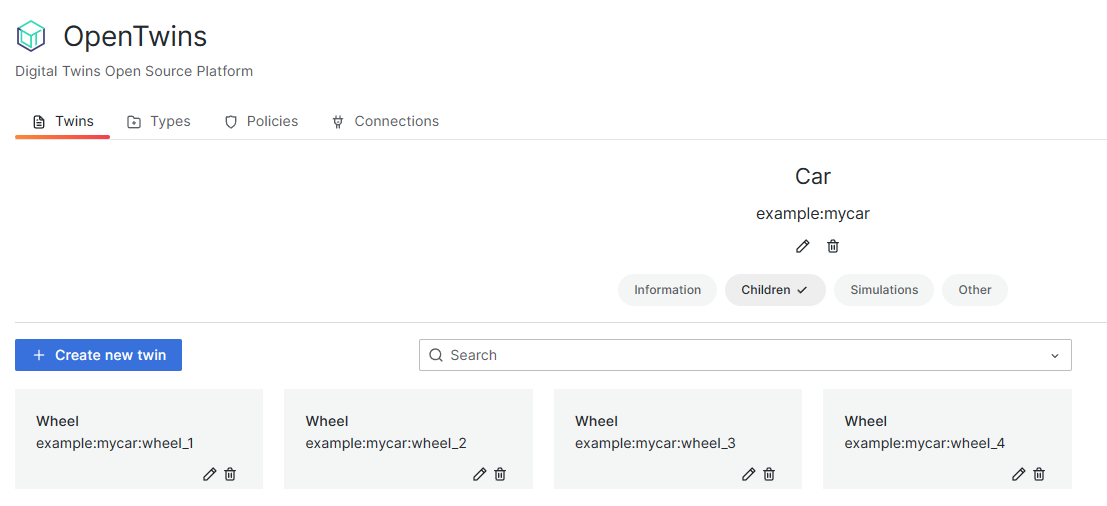 OpenTwins
Digital Twins Open Source Platform
Twins Types Policies Connections
Car
example:mycar
Information Children Simulations Other
Create new twin Search
Wheel Wheel Wheel Wheel
example:mycar:wheel_1 example:mycar:wheel_2 example:mycar:wheel_3 example:mycar:wheel_4